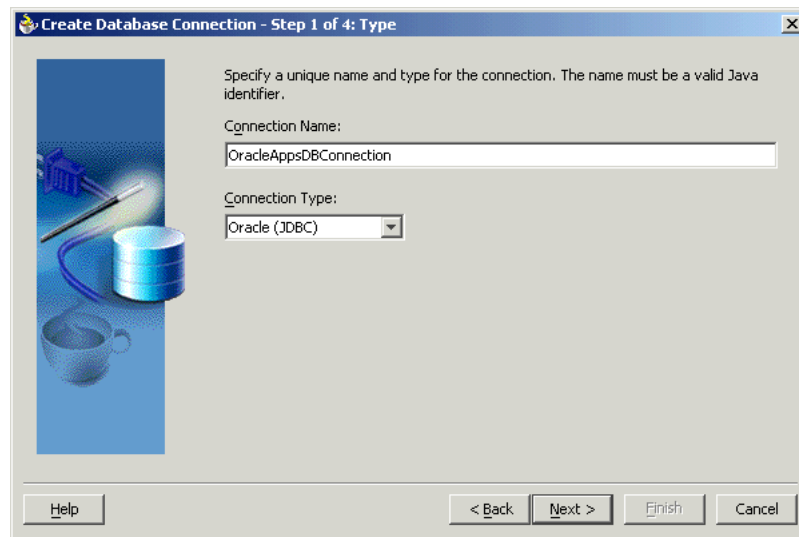 Create Database Connection - Step 1 of 4: Type
Specify a unique name and type for the connection. The name must be a valid Java
identifier.
Connection Name:
OracleAppsDBConnection
Connection Type:
Oracle (JDBC)
Help
< Back
Next >
Finish
Cancel